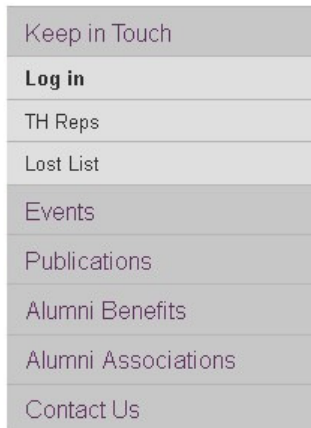 Keep in Touch
Log in
TH Reps
Lost List
Events
Publications
Alumni Benefits
Alumni Associations
Contact Us